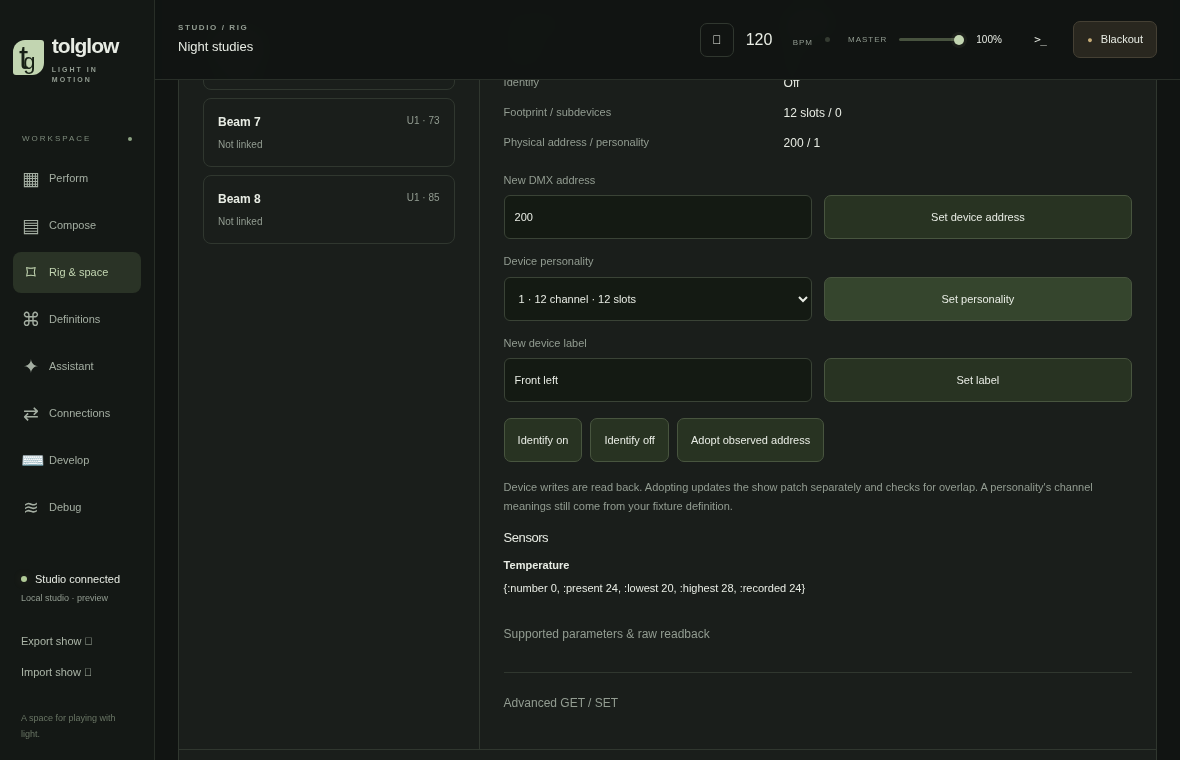 tg tolglow
LIGHT IN
MOTION
WORKSPACE
Perform
Compose
Rig & space
Definitions
Assistant
Connections
Develop
Debug
Studio connected
Local studio · preview
Export show
Import show
A space for playing with
light.
STUDIO / RIG
Night studies
120 BPM
MASTER 100%
>_
Blackout
Beam 7 U1 · 73
Not linked
Beam 8 U1 · 85
Not linked
Identify Off
Footprint / subdevices 12 slots / 0
Physical address / personality 200 / 1
New DMX address
200 Set device address
Device personality
1 · 12 channel · 12 slots Set personality
New device label
Front left Set label
Identify on Identify off Adopt observed address
Device writes are read back. Adopting updates the show patch separately and checks for overlap. A personality's channel
meanings still come from your fixture definition.
Sensors
Temperature
{:number 0, :present 24, :lowest 20, :highest 28, :recorded 24}
Supported parameters & raw readback
Advanced GET / SET